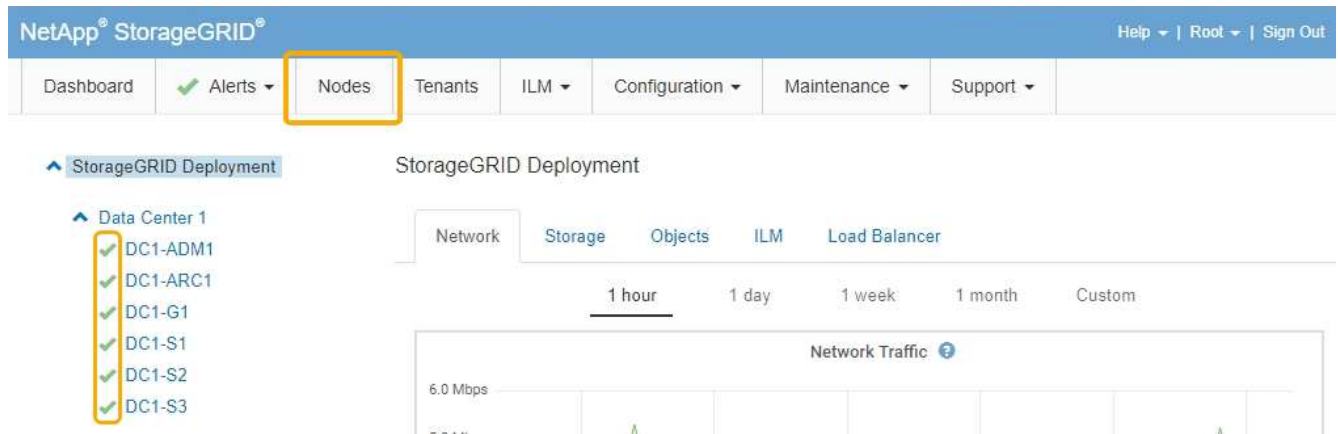 NetApp® StorageGRID®
Help | Root | Sign Out
Dashboard Alerts Nodes Tenants ILM Configuration Maintenance Support
StorageGRID Deployment
StorageGRID Deployment
Data Center 1
DC1-ADM1
DC1-ARC1
DC1-G1
DC1-S1
DC1-S2
DC1-S3
Network Storage Objects ILM Load Balancer
1 hour 1 day 1 week 1 month Custom
Network Traffic ?
6.0 Mbps